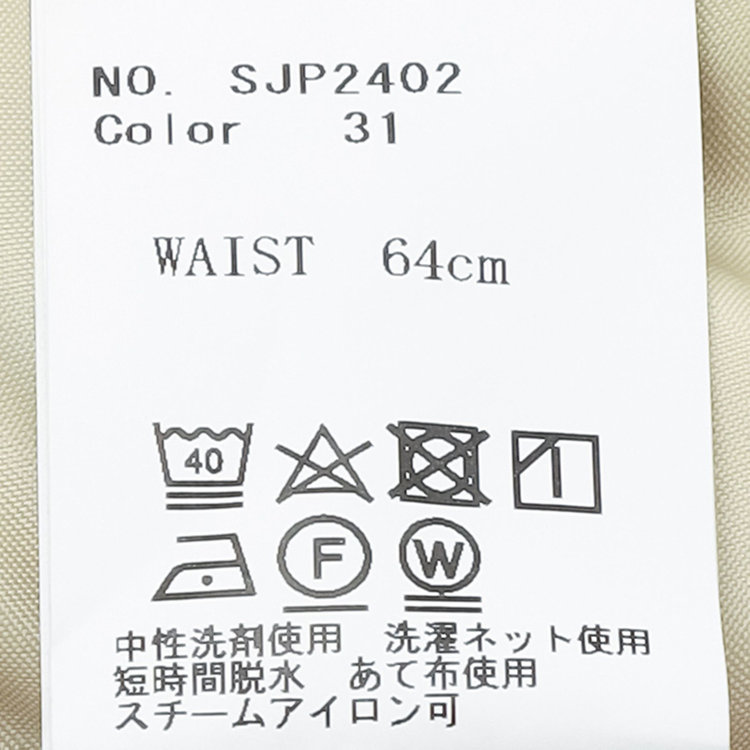 NO. SJP2402
Color 31
WAIST 64cm
40
F W
中性洗剤使用 洗濯ネット使用
短時間脱水 あて布使用
スチームアイロン可